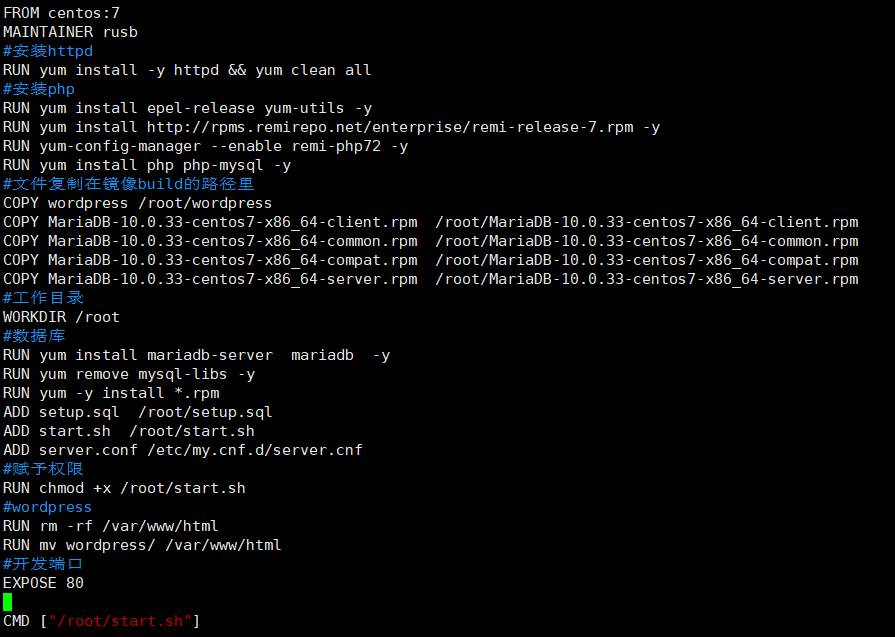 FROM centos:7
MAINTAINER rusb
#安装httpd
RUN yum install -y httpd && yum clean all
#安装php
RUN yum install epel-release yum-utils -y
RUN yum install http://rpms.remirepo.net/enterprise/remi-release-7.rpm -y
RUN yum-config-manager --enable remi-php72 -y
RUN yum install php php-mysql -y
#文件复制在镜像build的路径里
COPY wordpress /root/wordpress
COPY MariaDB-10.0.33-centos7-x86_64-client.rpm  /root/MariaDB-10.0.33-centos7-x86_64-client.rpm
COPY MariaDB-10.0.33-centos7-x86_64-common.rpm  /root/MariaDB-10.0.33-centos7-x86_64-common.rpm
COPY MariaDB-10.0.33-centos7-x86_64-compat.rpm  /root/MariaDB-10.0.33-centos7-x86_64-compat.rpm
COPY MariaDB-10.0.33-centos7-x86_64-server.rpm  /root/MariaDB-10.0.33-centos7-x86_64-server.rpm
#工作目录
WORKDIR /root
#数据库
RUN yum install mariadb-server  mariadb  -y
RUN yum remove mysql-libs -y
RUN yum -y install *.rpm
ADD setup.sql  /root/setup.sql
ADD start.sh  /root/start.sh
ADD server.conf /etc/my.cnf.d/server.cnf
#赋予权限
RUN chmod +x /root/start.sh
#wordpress
RUN rm -rf /var/www/html
RUN mv wordpress/ /var/www/html
#开发端口
EXPOSE 80
CMD ["/root/start.sh"]